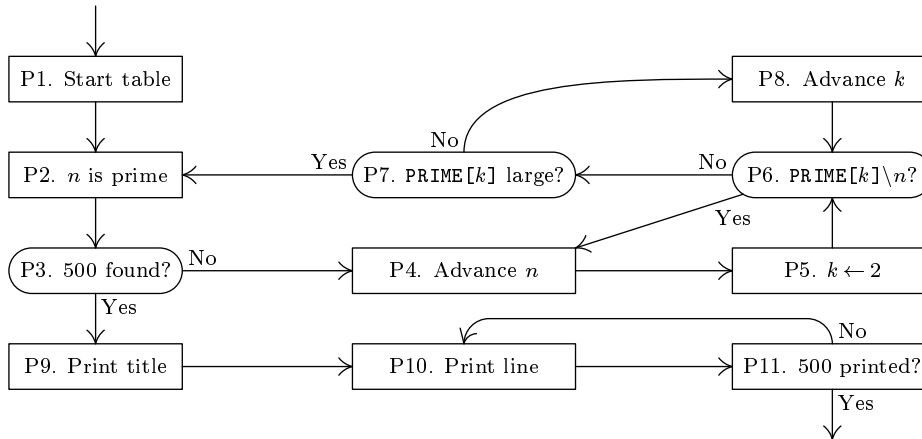 P1. Start table
P8. Advance k
No
P2. n is prime
Yes
P7. PRIME[k] large?
No
P6. PRIME[k]\n?
Yes
P3. 500 found?
No
P4. Advance n
P5. k ← 2
Yes
No
P9. Print title
P10. Print line
P11. 500 printed?
Yes